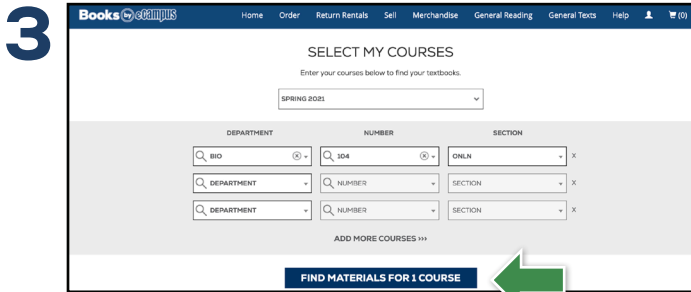 3
Books by eCampus Home Order Return Rentals Sell Merchandise General Reading General Texts Help (0)
SELECT MY COURSES
Enter your courses below to find your textbooks.
SPRING 2021
DEPARTMENT NUMBER SECTION
BIO 104 ONLN X
DEPARTMENT NUMBER SECTION X
DEPARTMENT NUMBER SECTION X
ADD MORE COURSES >>>
FIND MATERIALS FOR 1 COURSE